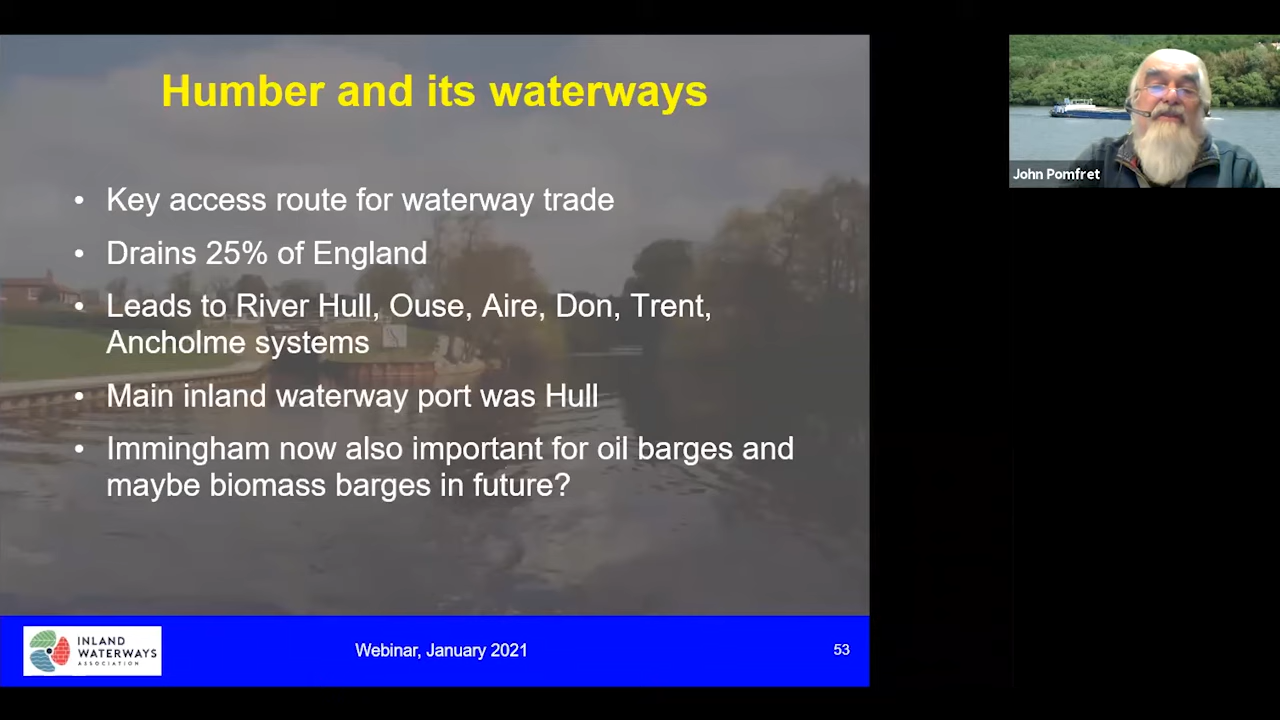 Humber and its waterways
• Key access route for waterway trade
• Drains 25% of England
• Leads to River Hull, Ouse, Aire, Don, Trent,
Ancholme systems
• Main inland waterway port was Hull
• Immingham now also important for oil barges and
maybe biomass barges in future?
INLAND
WATERWAYS
ASSOCIATION
Webinar, January 2021
53
John Pomfret